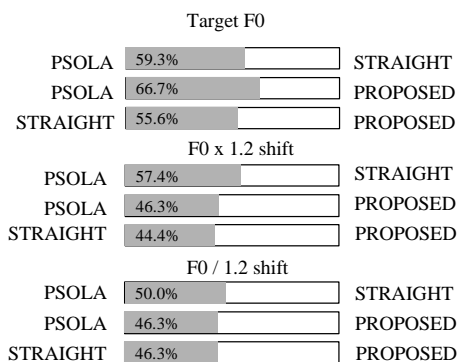 Target F0
PSOLA 59.3% STRAIGHT
PSOLA 66.7% PROPOSED
STRAIGHT 55.6% PROPOSED
F0 x 1.2 shift
PSOLA 57.4% STRAIGHT
PSOLA 46.3% PROPOSED
STRAIGHT 44.4% PROPOSED
F0 / 1.2 shift
PSOLA 50.0% STRAIGHT
PSOLA 46.3% PROPOSED
STRAIGHT 46.3% PROPOSED